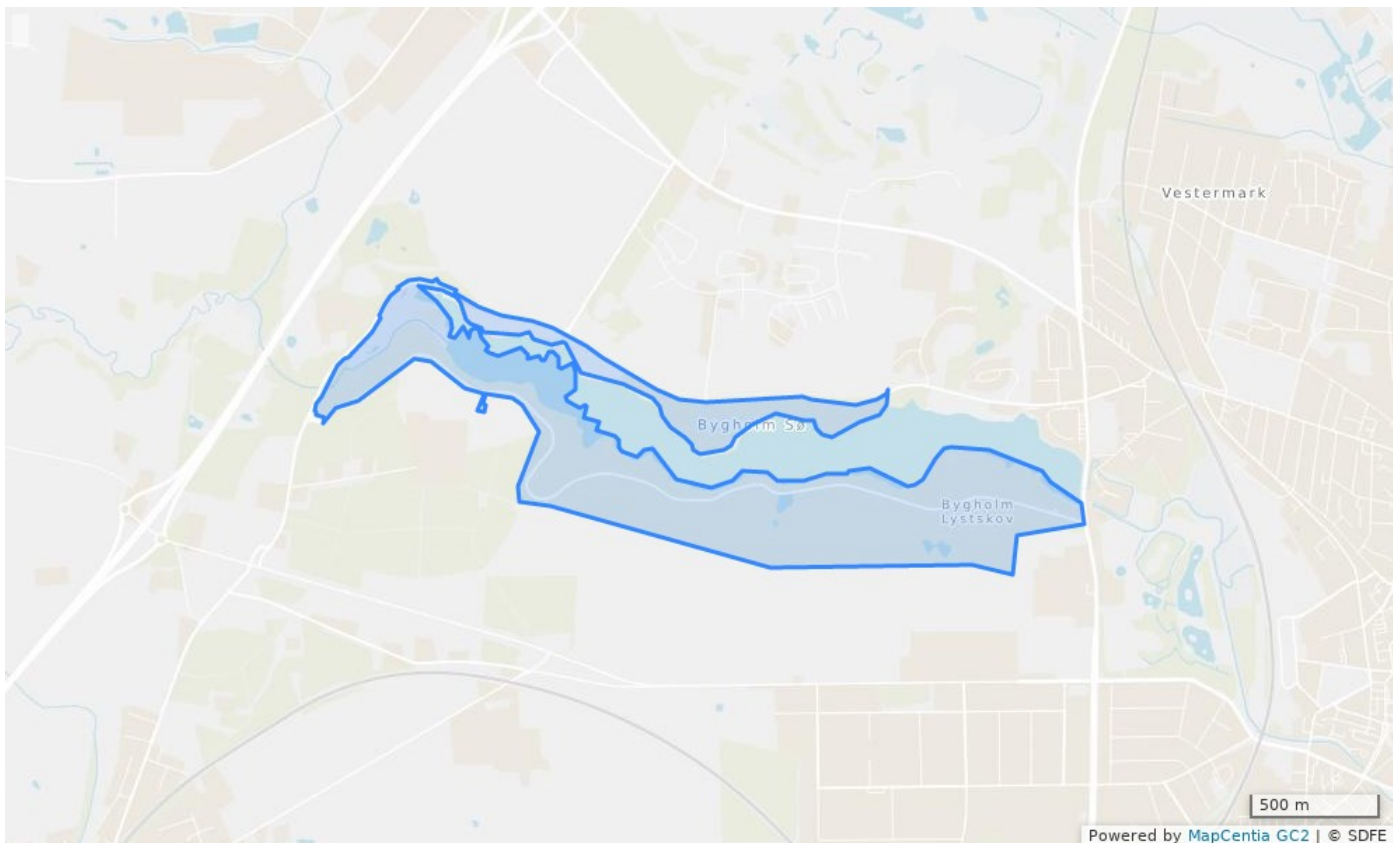 Vestermark
Bygholm Sø
Bygholm
Lystskov
500 m
Powered by MapCentia GC2 | © SDFE